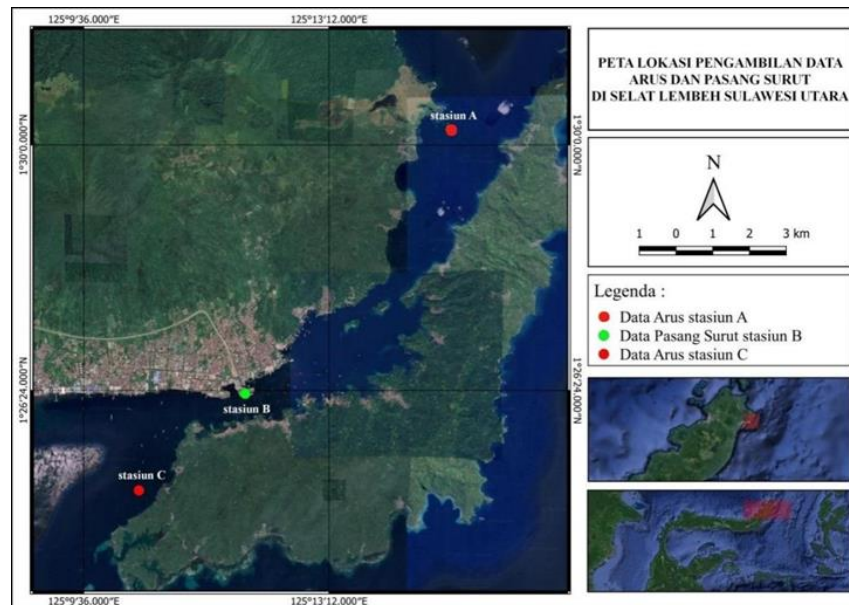 125°9'36.000"E
125°13'12.000"E
1°30'0.000"N
1°26'24.000"N
stasiun A
stasiun B
stasiun C
1°30'0.000"N
1°26'24.000"N
125°9'36.000"E
125°13'12.000"E
PETA LOKASI PENGAMBILAN DATA
ARUS DAN PASANG SURUT
DI SELAT LEMBEH SULAWESI UTARA
N
1 0 1 2 3 km
Legenda :
Data Arus stasiun A
Data Pasang Surut stasiun B
Data Arus stasiun C